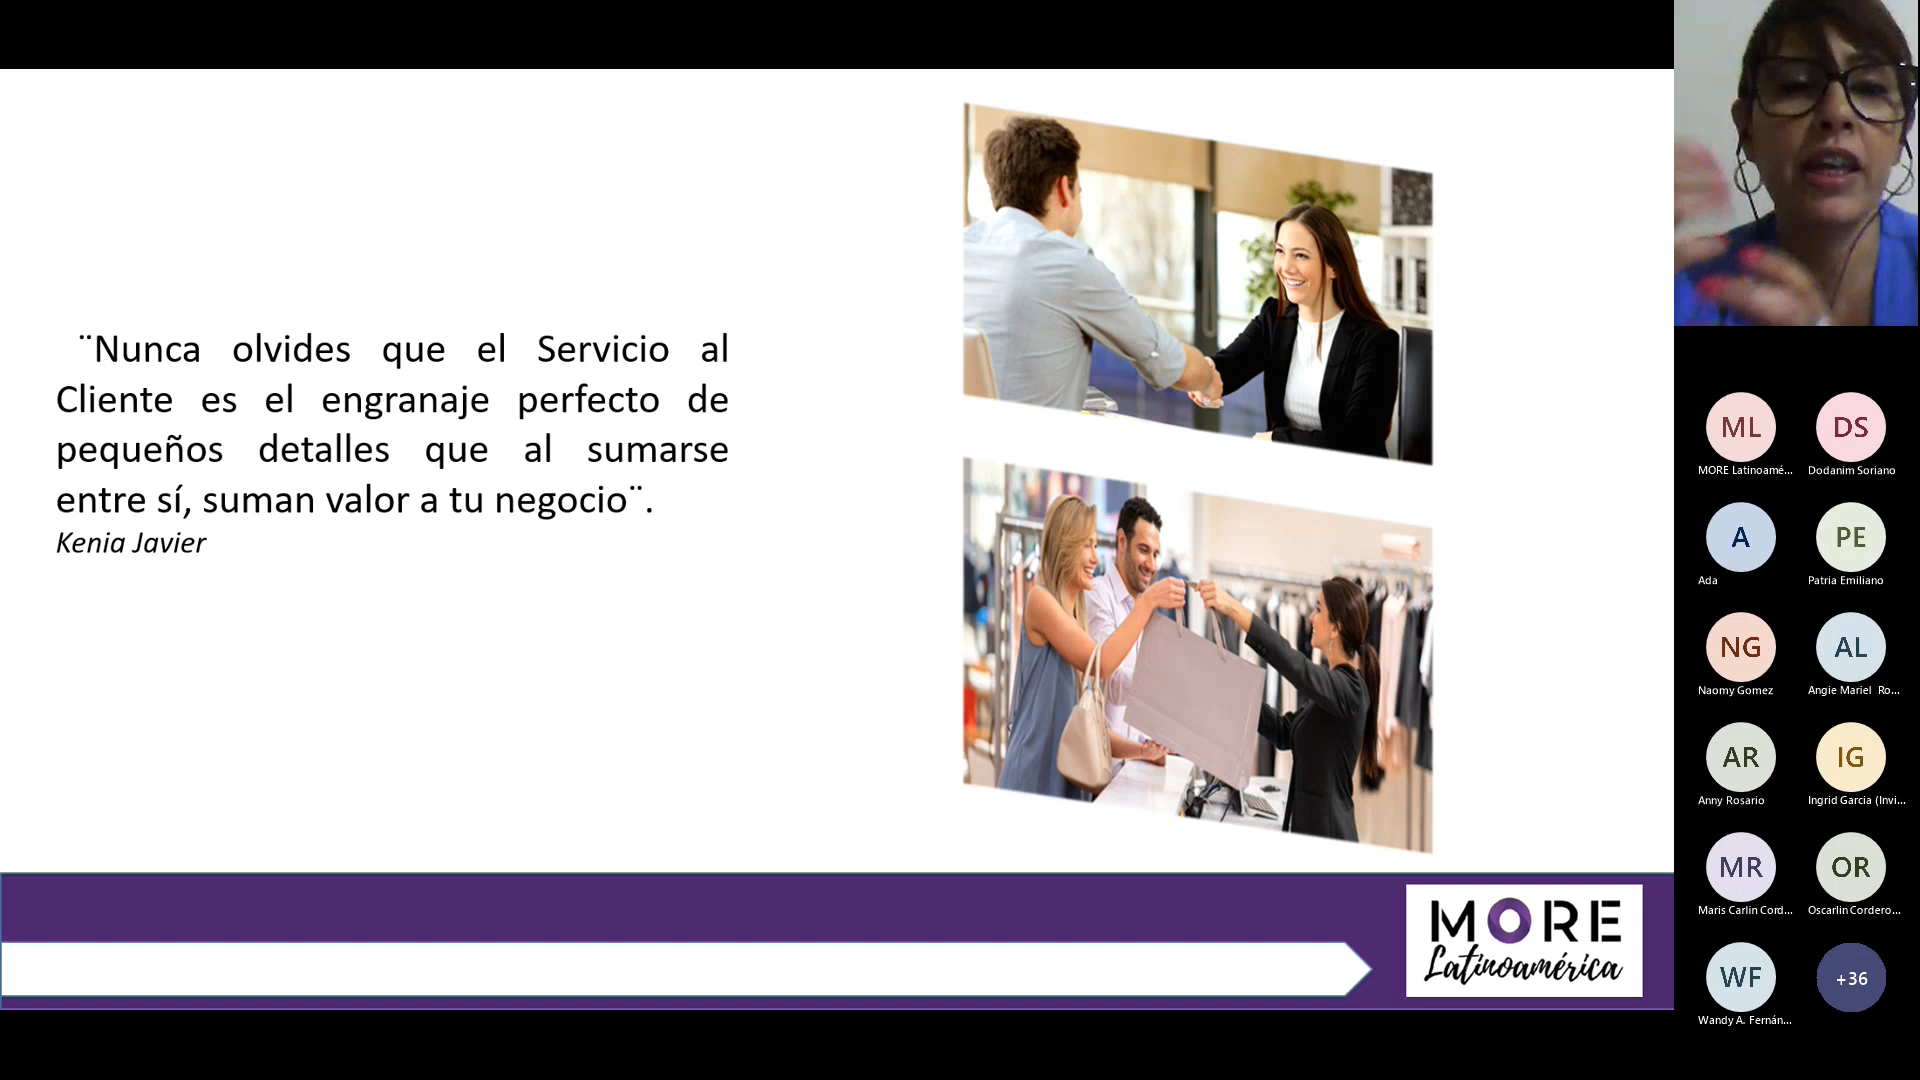 ¨Nunca olvides que el Servicio al
Cliente es el engranaje perfecto de
pequeños detalles que al sumarse
entre sí, suman valor a tu negocio¨.
Kenia Javier
MORE
Latinoamérica
ML
DS
MORE Latinoamé...
Dodanim Soriano
A
PE
Ada
Patria Emiliano
NG
AL
Naomy Gomez
Angie Mariel Ro...
AR
IG
Anny Rosario
Ingrid Garcia (Invi...
MR
OR
Maris Carlin Cord...
Oscarlin Cordero...
WF
+36
Wandy A. Fernán...